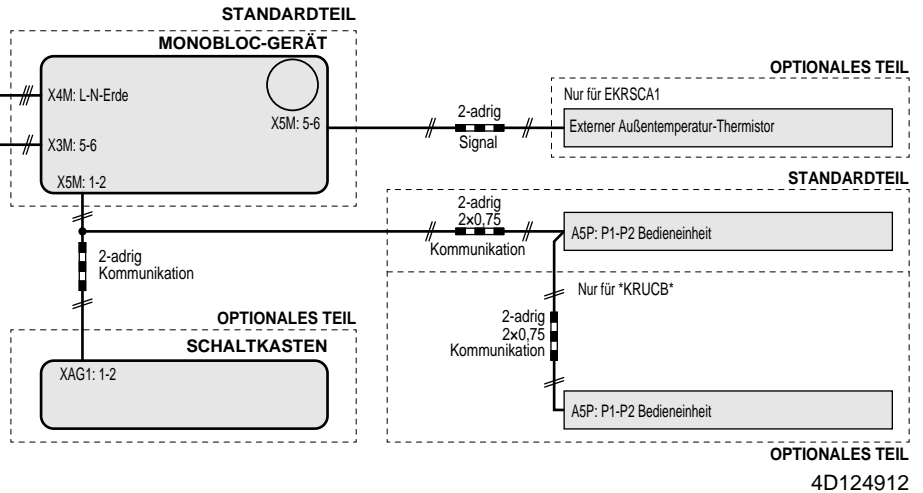 STANDARDTEIL
MONOBLOC-GERÄT
X4M: L-N-Erde
X5M: 5-6
X3M: 5-6
X5M: 1-2
2-adrig
Signal
OPTIONALES TEIL
Nur für EKRSCA1
Externer Außentemperatur-Thermistor
STANDARDTEIL
2-adrig
2×0,75
Kommunikation
A5P: P1-P2 Bedieneinheit
2-adrig
Kommunikation
Nur für *KRUCB*
2-adrig
2×0,75
Kommunikation
OPTIONALES TEIL
SCHALTKASTEN
XAG1: 1-2
A5P: P1-P2 Bedieneinheit
OPTIONALES TEIL
4D124912